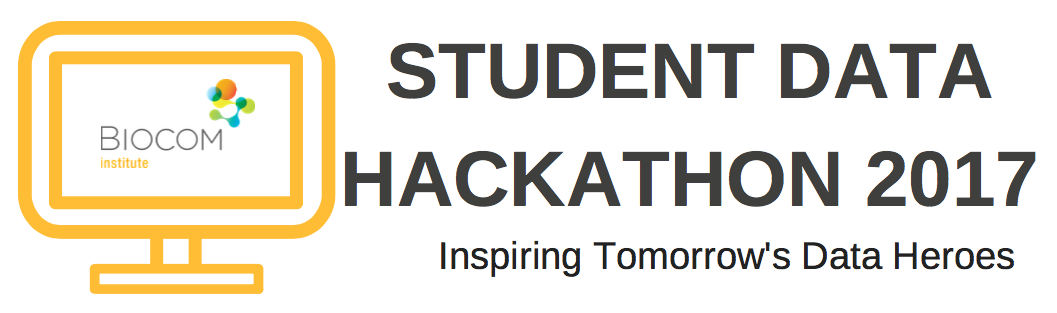 BIOCOM
institute
STUDENT DATA
HACKATHON 2017
Inspiring Tomorrow's Data Heroes